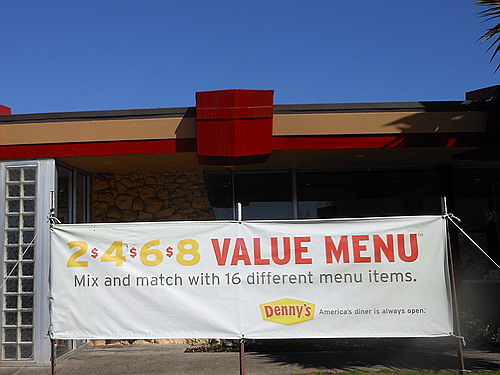 2$4$6$8 VALUE MENU™
Mix and match with 16 different menu items.
Denny's America's diner is always open.